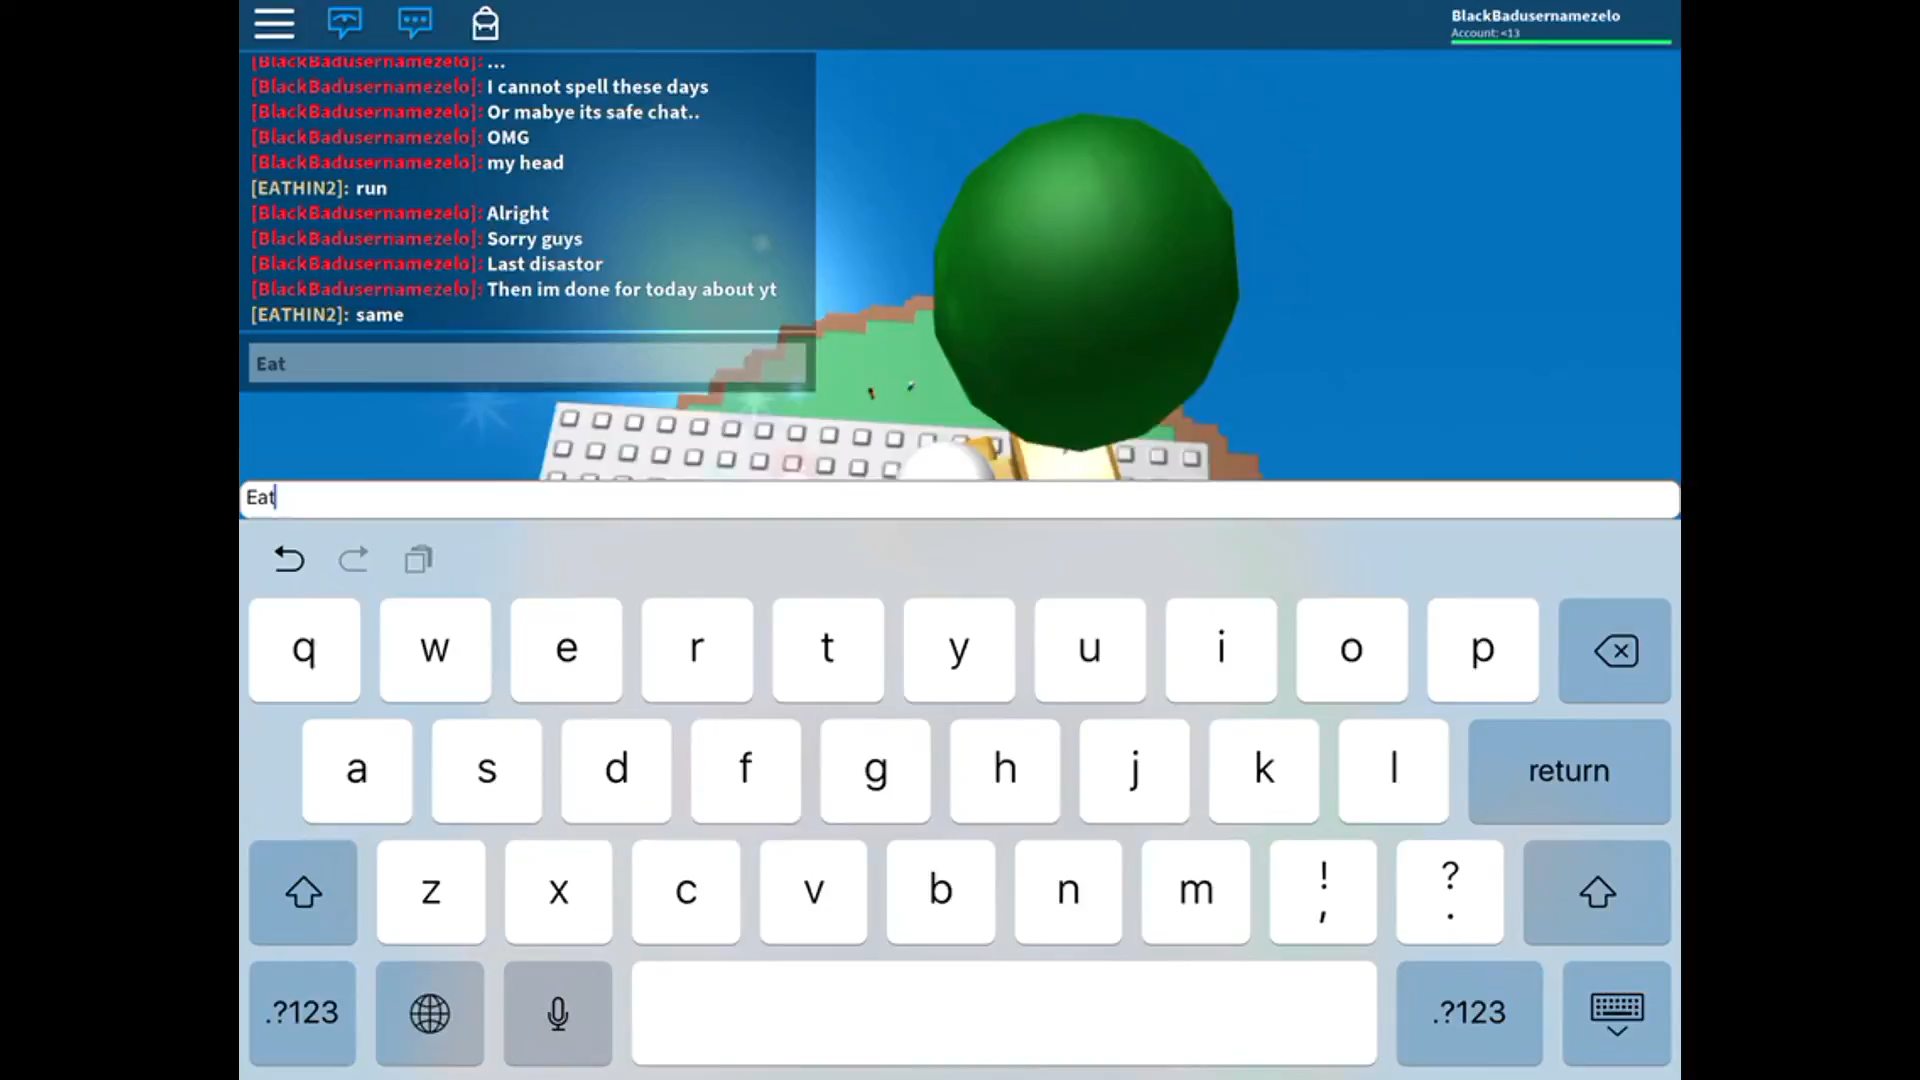 BlackBadusernamezelo
Account: <13
[BlackBadusernamezelo]: ...
[BlackBadusernamezelo]: I cannot spell these days
[BlackBadusernamezelo]: Or mabye its safe chat..
[BlackBadusernamezelo]: OMG
[BlackBadusernamezelo]: my head
[EATHIN2]: run
[BlackBadusernamezelo]: Alright
[BlackBadusernamezelo]: Sorry guys
[BlackBadusernamezelo]: Last disastor
[BlackBadusernamezelo]: Then im done for today about yt
[EATHIN2]: same
Eat
Eat
q w e r t y u i o p
a s d f g h j k l return
z x c v b n m ! , ? .
.?123 .?123